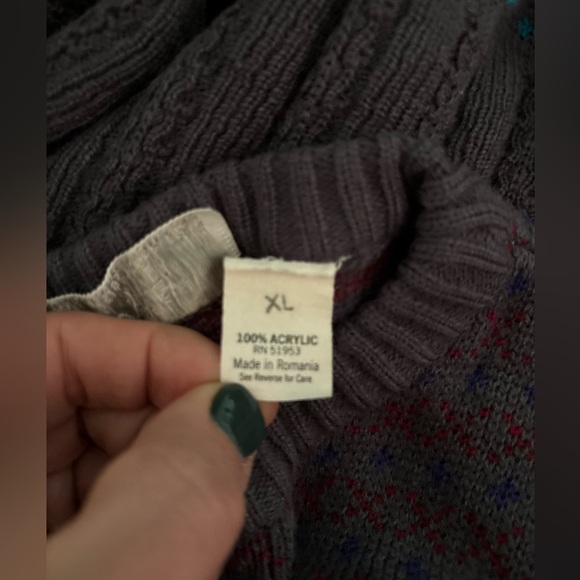 XL
100% ACRYLIC
RN 51953
Made in Romania
See Reverse for Care